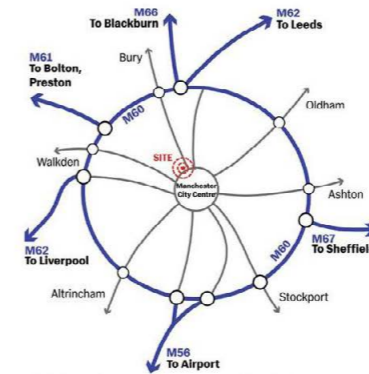 M66
To Blackburn
M62
To Leeds
Bury
M61
To Bolton,
Preston
M60
Oldham
Walkden
SITE
Manchester
City Centre
Ashton
M62
To Liverpool
M60
M67
To Sheffield
Altrincham
Stockport
M56
To Airport